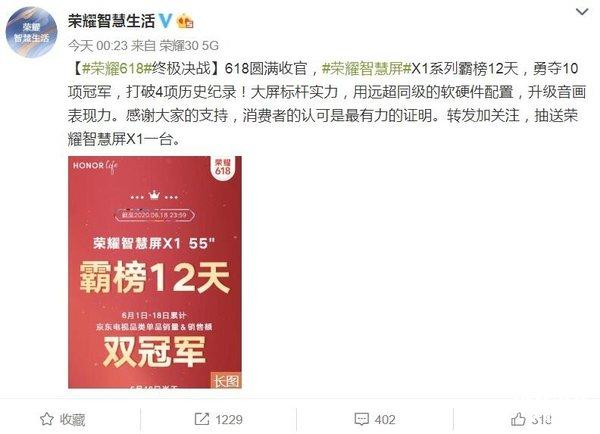 荣耀
智慧生活
荣耀智慧生活
今天 00:23 来自 荣耀30 5G
【#荣耀618#终极决战】618圆满收官，#荣耀智慧屏#X1系列霸榜12天，勇夺10
项冠军，打破4项历史纪录！大屏标杆实力，用远超同级的软硬件配置，升级音画
表现力。感谢大家的支持，消费者的认可是最有力的证明。转发加关注，抽送荣
耀智慧屏X1一台。
HONOR life
荣耀
618
截至2020.06.18 23:59
荣耀智慧屏X1 55"
霸榜12天
6月1日-18日累计
京东电视品类单品销量&销售额
双冠军
长图
收藏
1229
402
318